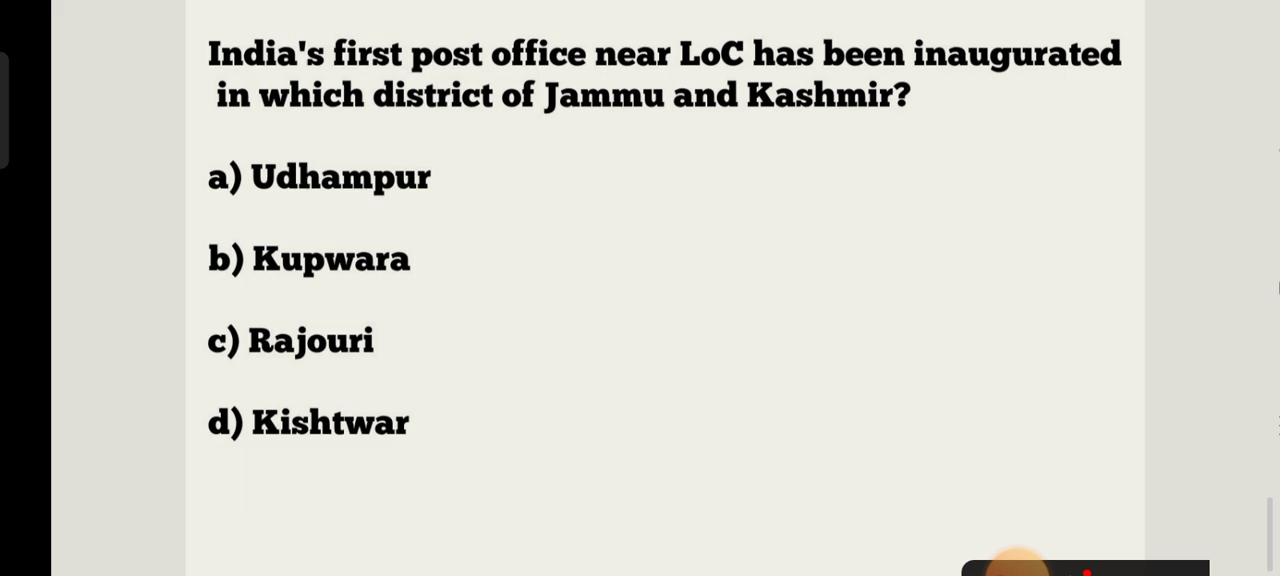 India's first post office near LoC has been inaugurated
in which district of Jammu and Kashmir?
a) Udhampur
b) Kupwara
c) Rajouri
d) Kishtwar